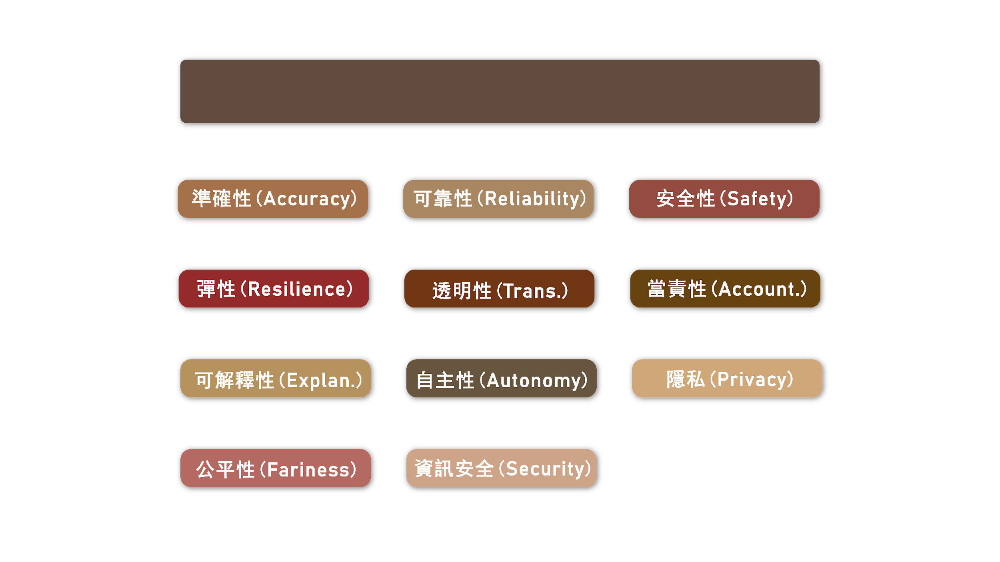 準確性(Accuracy)
可靠性(Reliability)
安全性(Safety)
彈性(Resilience)
透明性(Trans.)
當責性(Account.)
可解釋性(Explan.)
自主性(Autonomy)
隱私(Privacy)
公平性(Fariness)
資訊安全(Security)